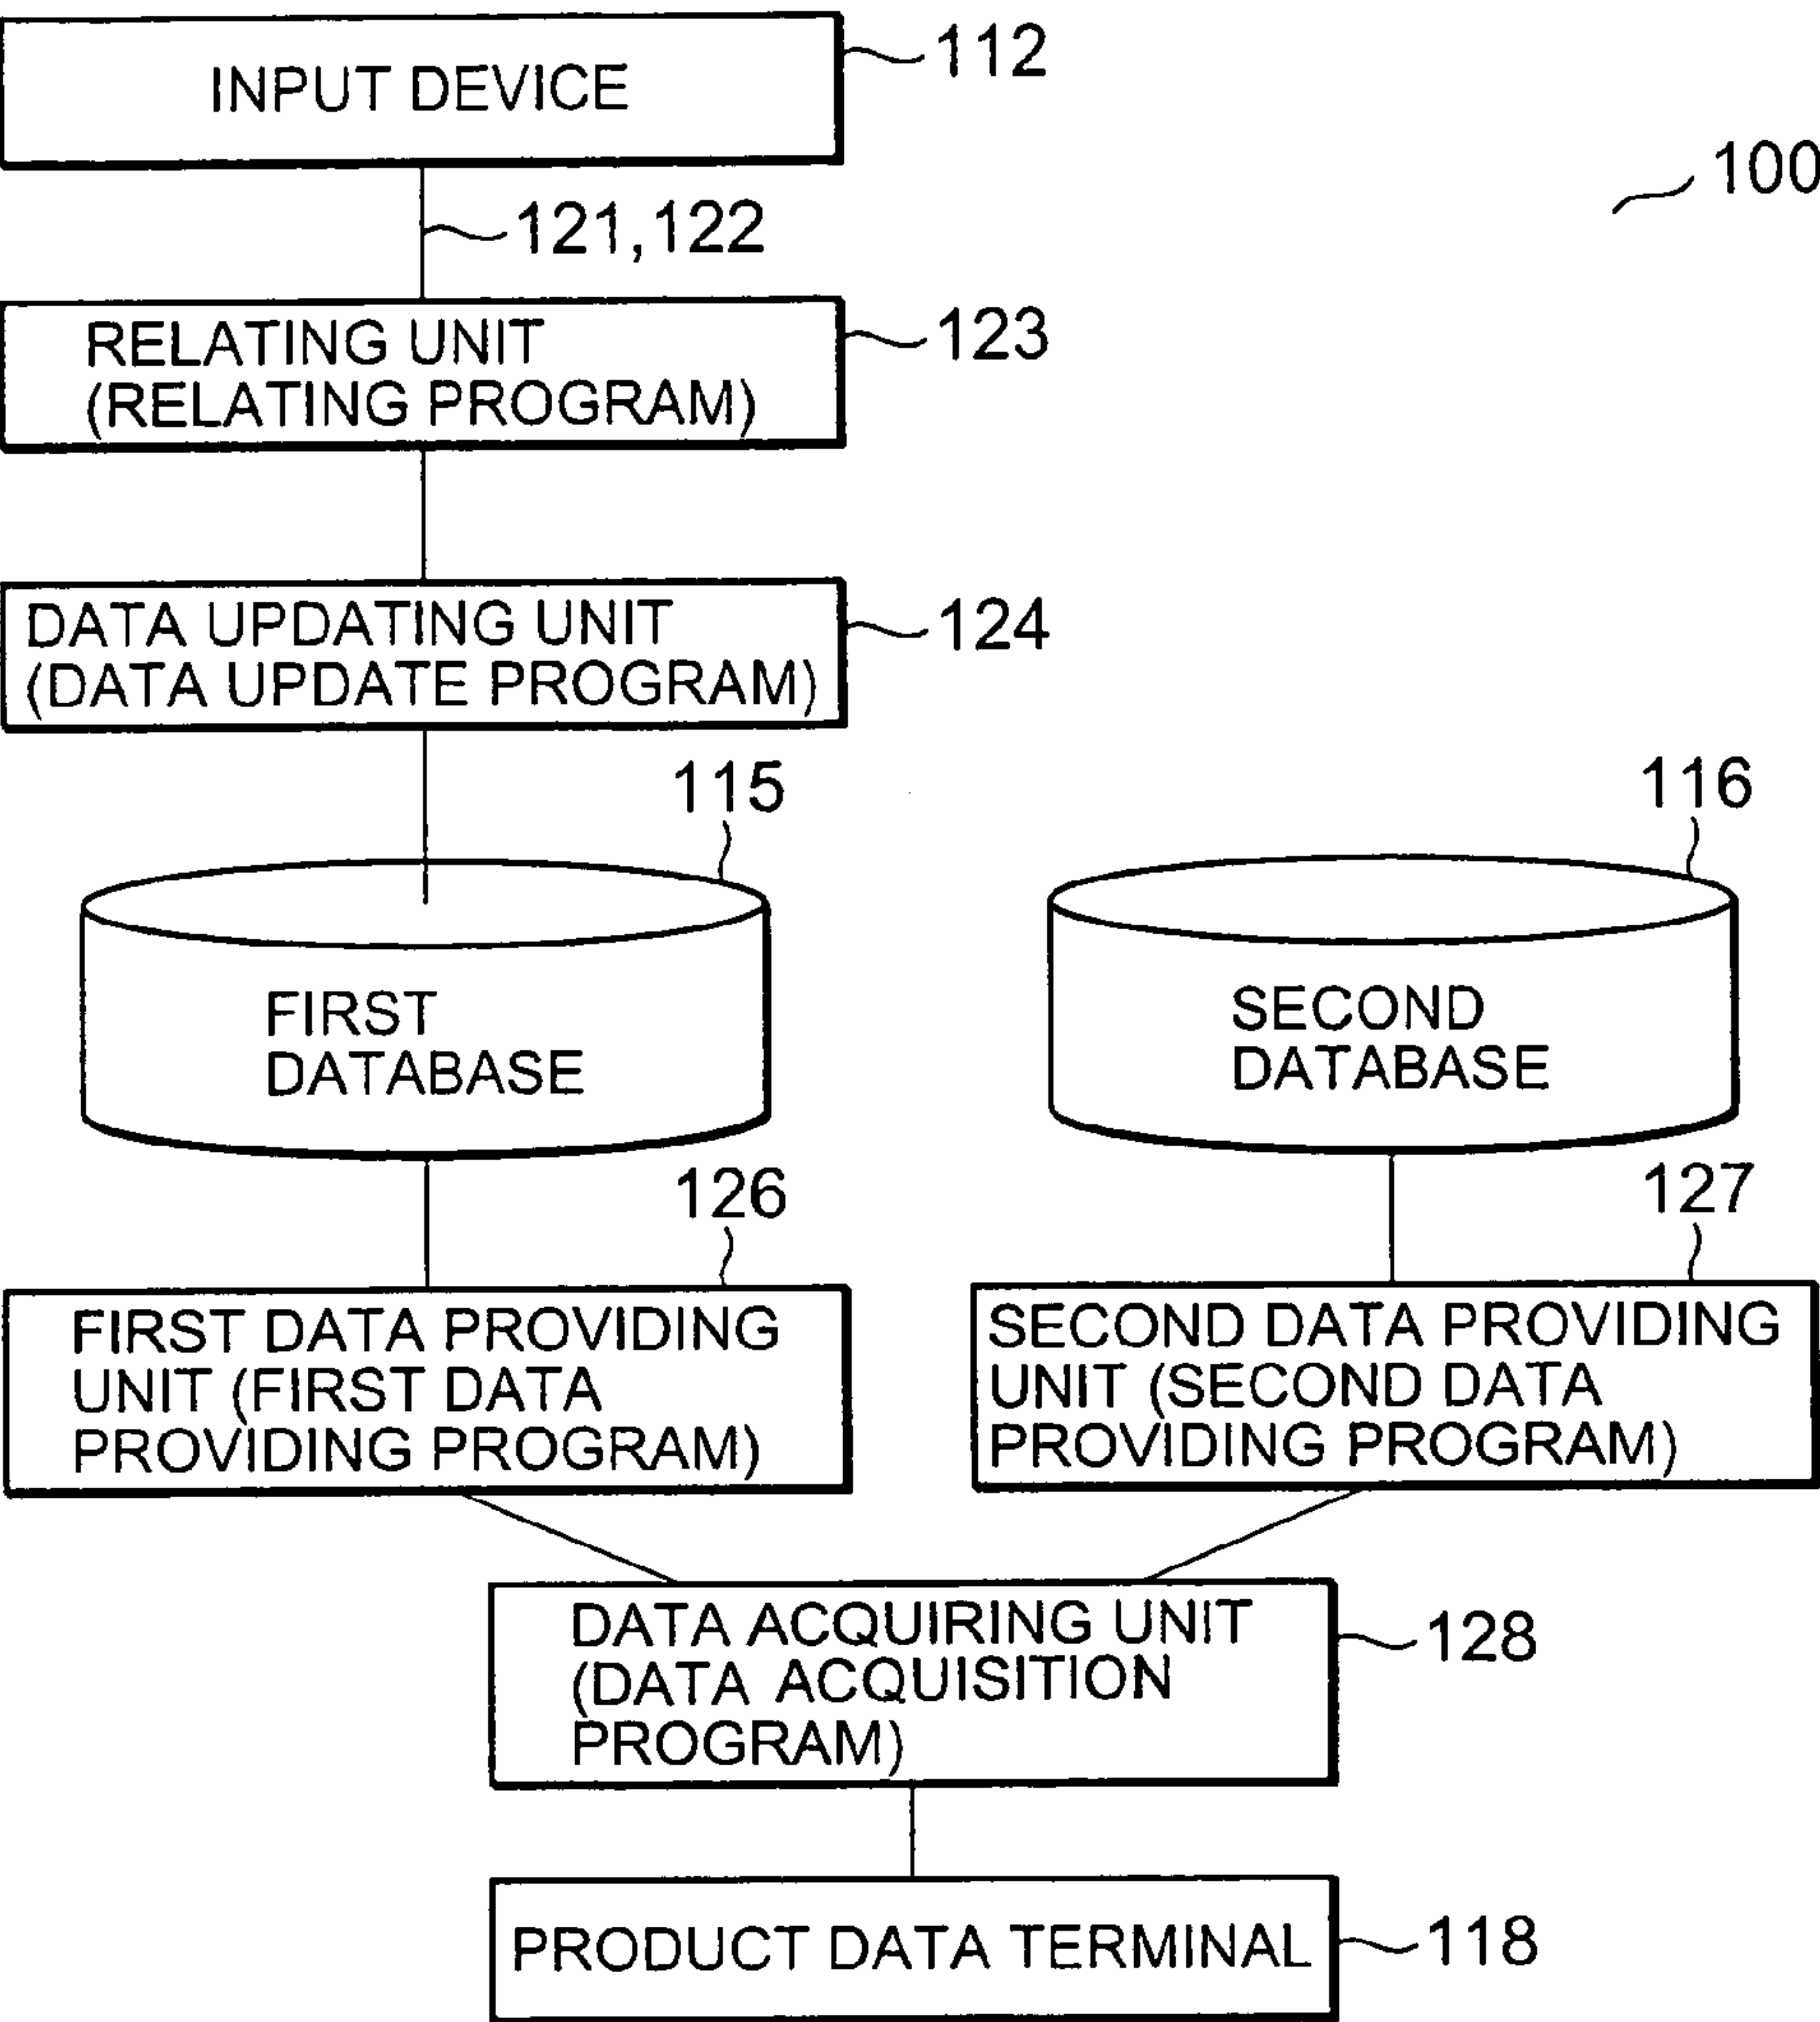 INPUT DEVICE
112
100
121,122
RELATING UNIT
(RELATING PROGRAM)
123
DATA UPDATING UNIT
(DATA UPDATE PROGRAM)
124
115
116
FIRST
DATABASE
SECOND
DATABASE
126
127
FIRST DATA PROVIDING
UNIT (FIRST DATA
PROVIDING PROGRAM)
SECOND DATA PROVIDING
UNIT (SECOND DATA
PROVIDING PROGRAM)
DATA ACQUIRING UNIT
(DATA ACQUISITION
PROGRAM)
128
PRODUCT DATA TERMINAL
118